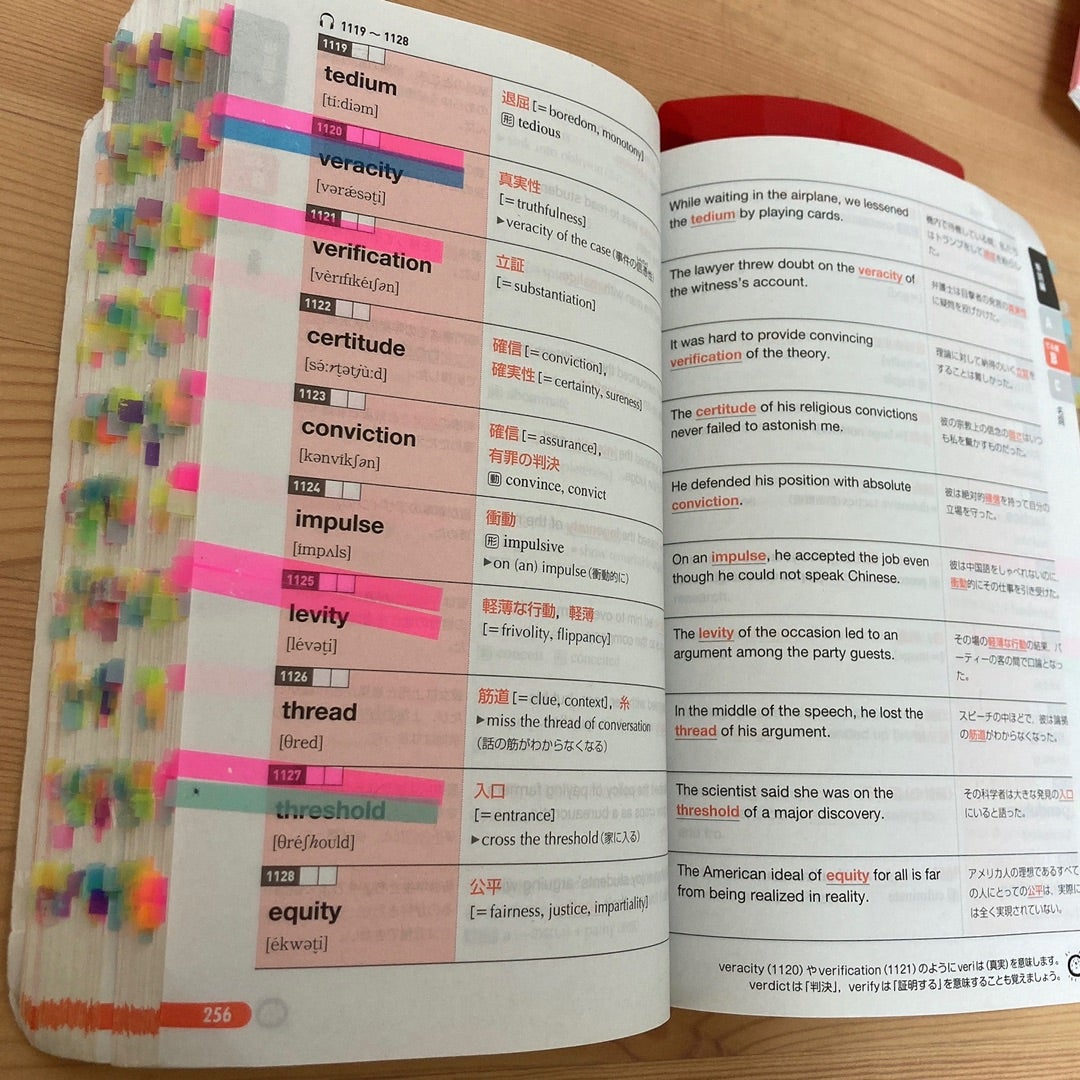 1119 ~ 1128
1119
tedium
[tíːdiəm]
退屈 [= boredom, monotony]
形 tedious
1120
veracity
[vərǽsəṭi]
真実性
[= truthfulness]
▶veracity of the case (事件の信憑性)
1121
verification
[vèrɪfɪkéɪʃən]
立証
[= substantiation]
1122
certitude
[sə́ːrṭəṭjùːd]
確信 [= conviction],
確実性 [= certainty, sureness]
1123
conviction
[kənvíkʃən]
確信 [= assurance],
有罪の判決
動 convince, convict
1124
impulse
[ímpʌls]
衝動
形 impulsive
▶on (an) impulse (衝動的に)
1125
levity
[lévəṭi]
軽薄な行動, 軽薄
[= frivolity, flippancy]
1126
thread
[θred]
筋道 [= clue, context], 糸
▶miss the thread of conversation
(話の筋がわからなくなる)
1127
threshold
[θréʃhoʊld]
入口
[= entrance]
▶cross the threshold (家に入る)
1128
equity
[ékwəṭi]
公平
[= fairness, justice, impartiality]
256
While waiting in the airplane, we lessened
the tedium by playing cards.
機内で待機している間、私たち
はトランプをして退屈を紛らし
た。
The lawyer threw doubt on the veracity of
the witness's account.
弁護士は目撃者の発言の真実性
に疑問を投げかけた。
It was hard to provide convincing
verification of the theory.
理論に対して納得のいく立証を
することは難しかった。
The certitude of his religious convictions
never failed to astonish me.
彼の宗教上の信念の強さはいつ
も私を驚かすものだった。
He defended his position with absolute
conviction.
彼は絶対的確信を持って自分の
立場を守った。
On an impulse, he accepted the job even
though he could not speak Chinese.
彼は中国語をしゃべれないのに、
衝動的にその仕事を引き受けた。
The levity of the occasion led to an
argument among the party guests.
その場の軽薄な行動の結果、パ
ーティーの客の間で口論となっ
た。
In the middle of the speech, he lost the
thread of his argument.
スピーチの中ほどで、彼は論拠
の筋道がわからなくなった。
The scientist said she was on the
threshold of a major discovery.
その科学者は大きな発見の入口
にいると語った。
The American ideal of equity for all is far
from being realized in reality.
アメリカ人の理想であるすべて
の人にとっての公平は、実際に
は全く実現されていない。
A
B
C
名詞
veracity (1120) や verification (1121) のように veri は (真実) を意味します。
verdict は「判決」, verify は「証明する」を意味することも覚えましょう。